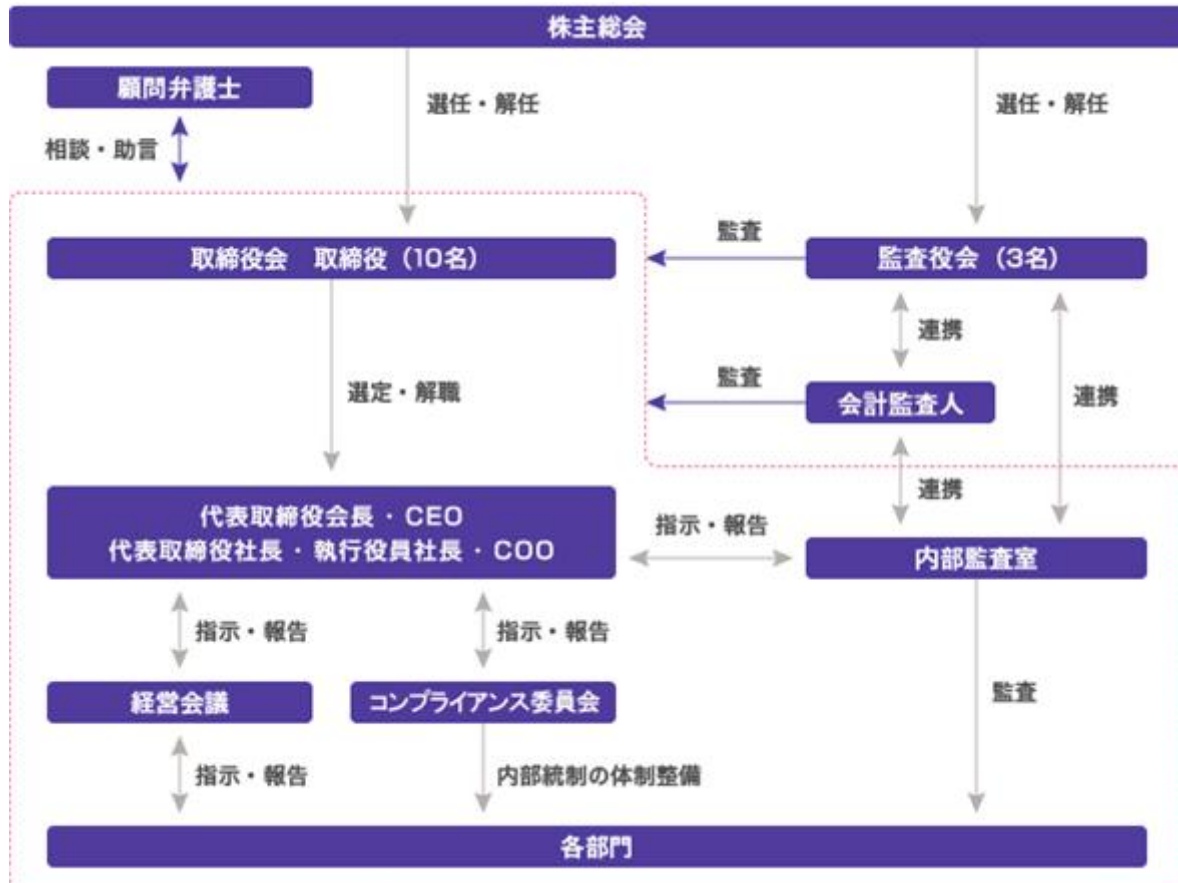 株主総会
顧問弁護士
選任・解任
選任・解任
相談・助言
監査
取締役会 取締役（10名）
監査役会（3名）
連携
選定・解職
監査
会計監査人
連携
連携
代表取締役会長・CEO
代表取締役社長・執行役員社長・COO
指示・報告
内部監査室
指示・報告
指示・報告
経営会議
コンプライアンス委員会
監査
指示・報告
内部統制の体制整備
各部門